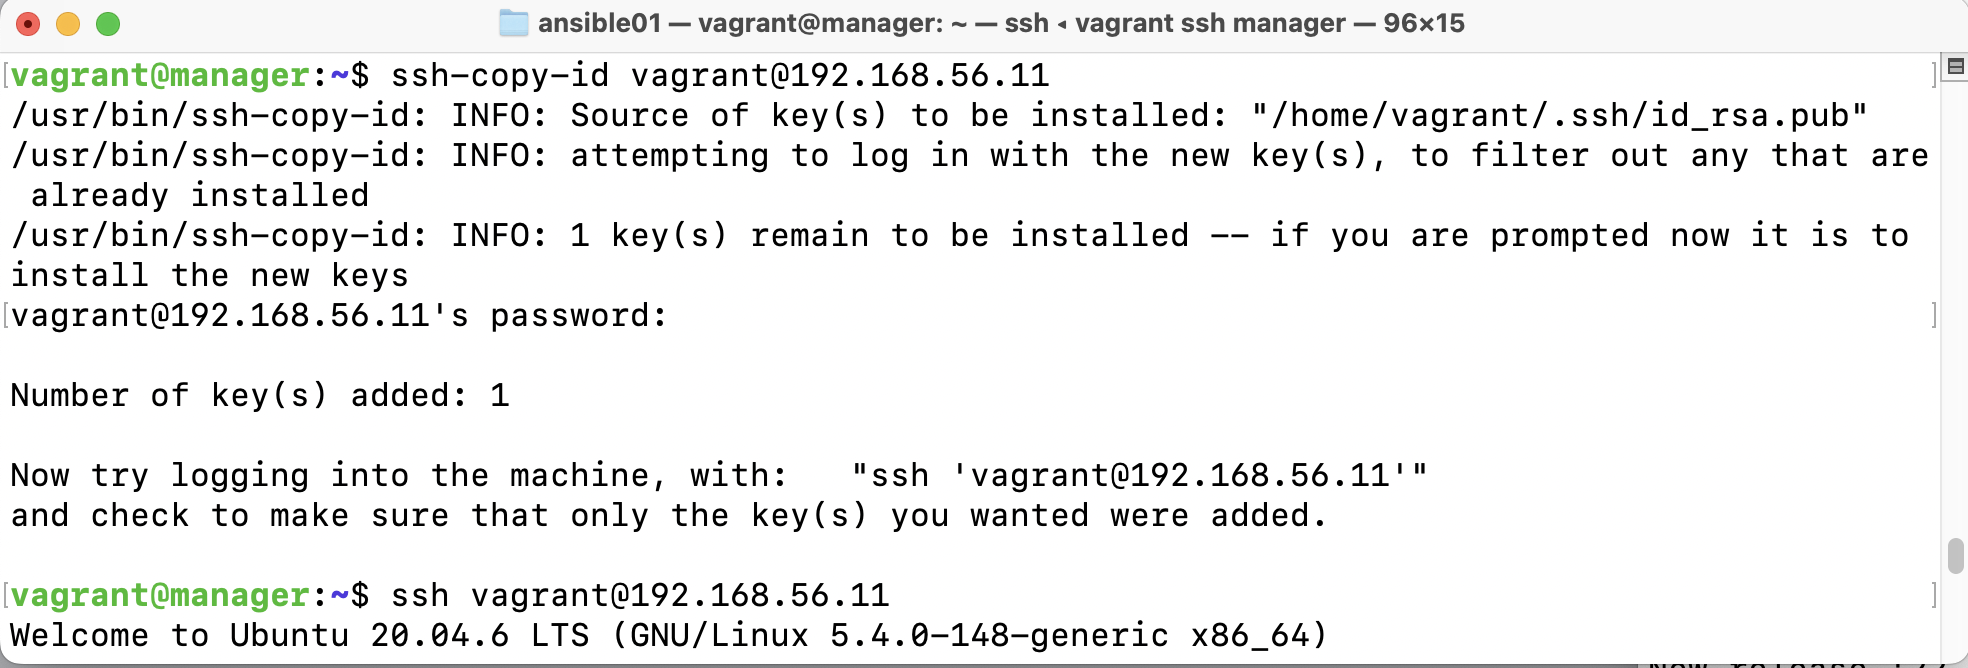 ansible01 — vagrant@manager: ~ — ssh ◂ vagrant ssh manager — 96×15
vagrant@manager:~$ ssh-copy-id vagrant@192.168.56.11
/usr/bin/ssh-copy-id: INFO: Source of key(s) to be installed: "/home/vagrant/.ssh/id_rsa.pub"
/usr/bin/ssh-copy-id: INFO: attempting to log in with the new key(s), to filter out any that are
already installed
/usr/bin/ssh-copy-id: INFO: 1 key(s) remain to be installed -- if you are prompted now it is to
install the new keys
vagrant@192.168.56.11's password:
Number of key(s) added: 1
Now try logging into the machine, with:   "ssh 'vagrant@192.168.56.11'"
and check to make sure that only the key(s) you wanted were added.
vagrant@manager:~$ ssh vagrant@192.168.56.11
Welcome to Ubuntu 20.04.6 LTS (GNU/Linux 5.4.0-148-generic x86_64)
New release